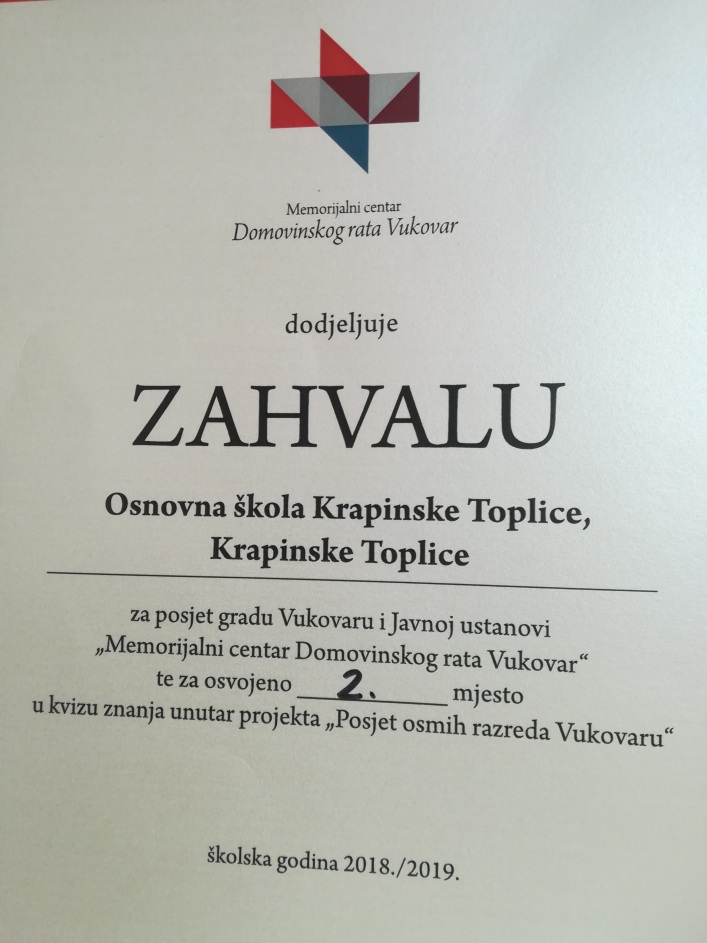 Memorijalni centar
Domovinskog rata Vukovar
dodjeljuje
ZAHVALU
Osnovna škola Krapinske Toplice,
Krapinske Toplice
za posjet gradu Vukovaru i Javnoj ustanovi
„Memorijalni centar Domovinskog rata Vukovar“
te za osvojeno 2. mjesto
u kvizu znanja unutar projekta „Posjet osmih razreda Vukovaru“
školska godina 2018./2019.